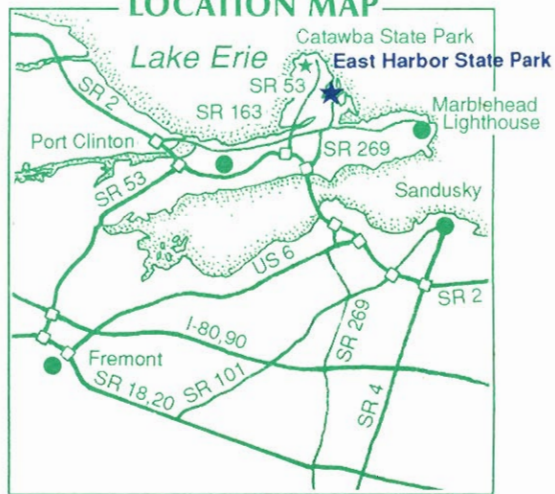 LOCATION MAP
Catawba State Park
Lake Erie
East Harbor State Park
SR 53
SR 2
SR 163
Marblehead
Lighthouse
Port Clinton
SR 269
SR 53
Sandusky
US 6
SR 2
I-80,90
SR 269
Fremont
SR 18,20
SR 101
SR 4